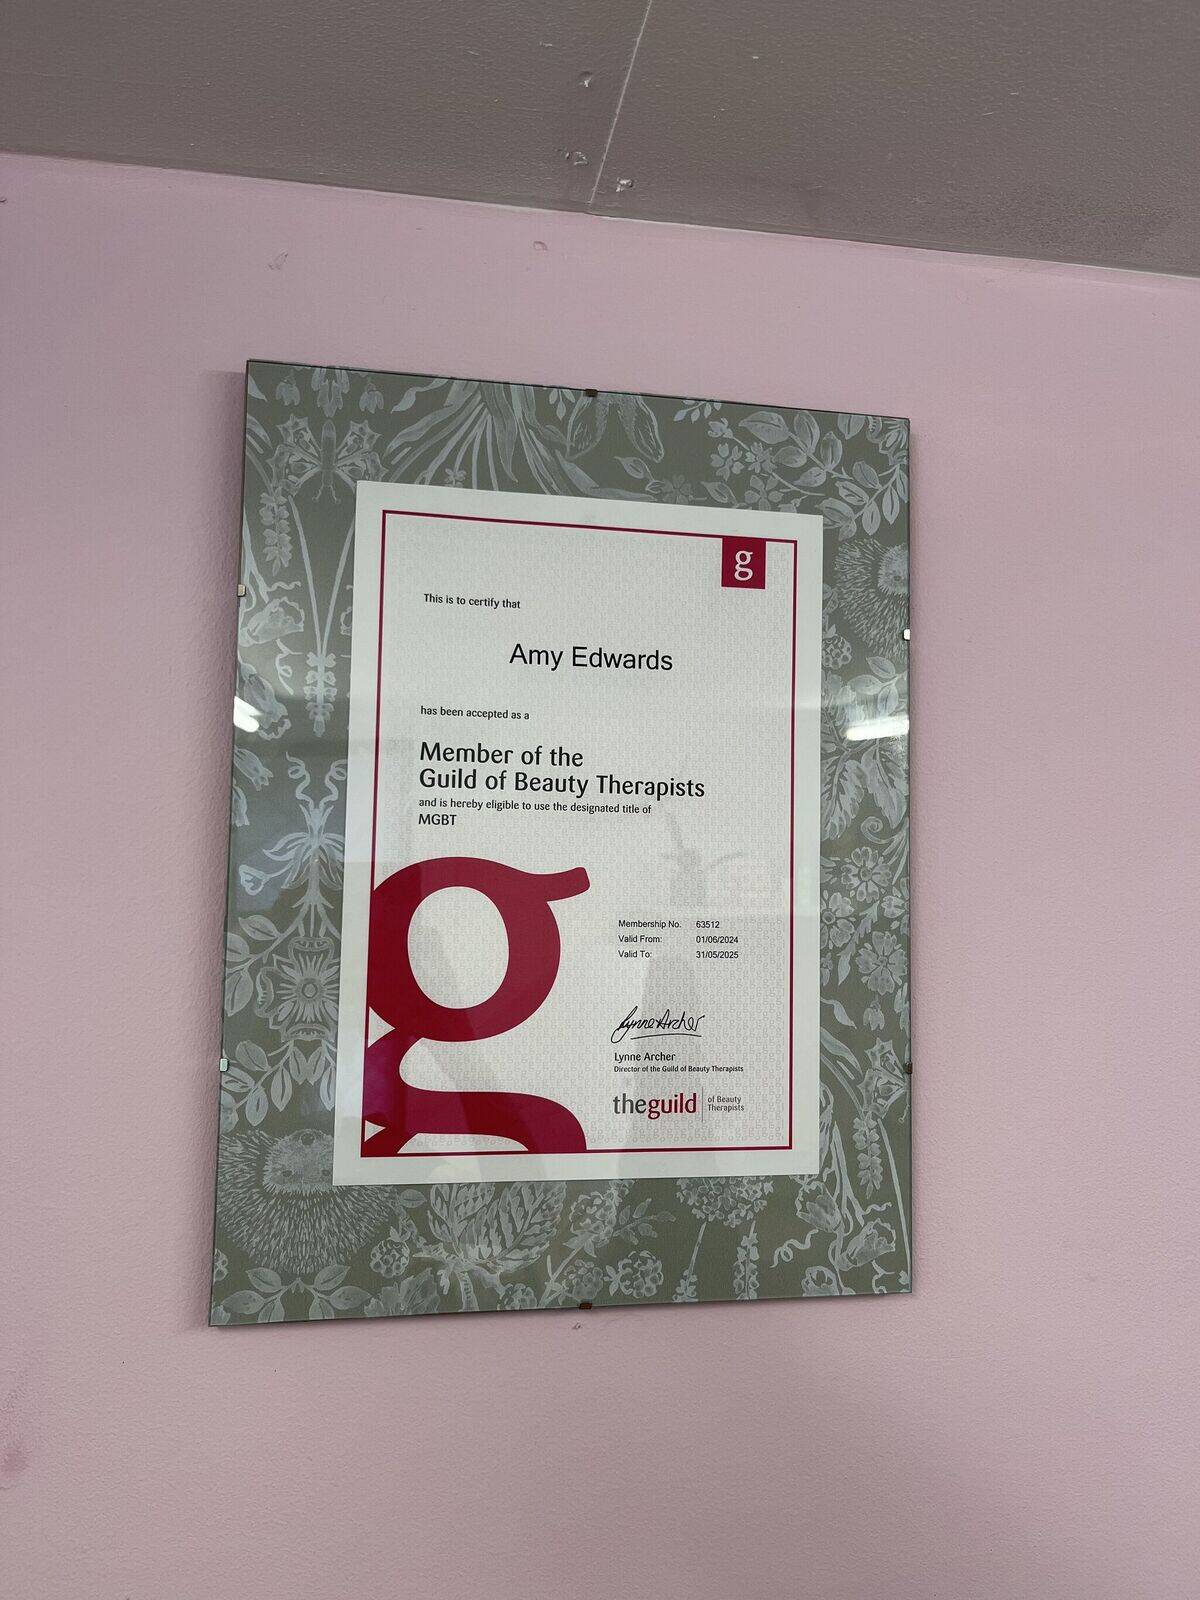 g
This is to certify that
Amy Edwards
has been accepted as a
Member of the
Guild of Beauty Therapists
and is hereby eligible to use the designated title of
MGBT
g
Membership No. 63512
Valid From: 01/06/2024
Valid To: 31/05/2025
Lynne Archer
Lynne Archer
Director of the Guild of Beauty Therapists
theguild of Beauty
Therapists